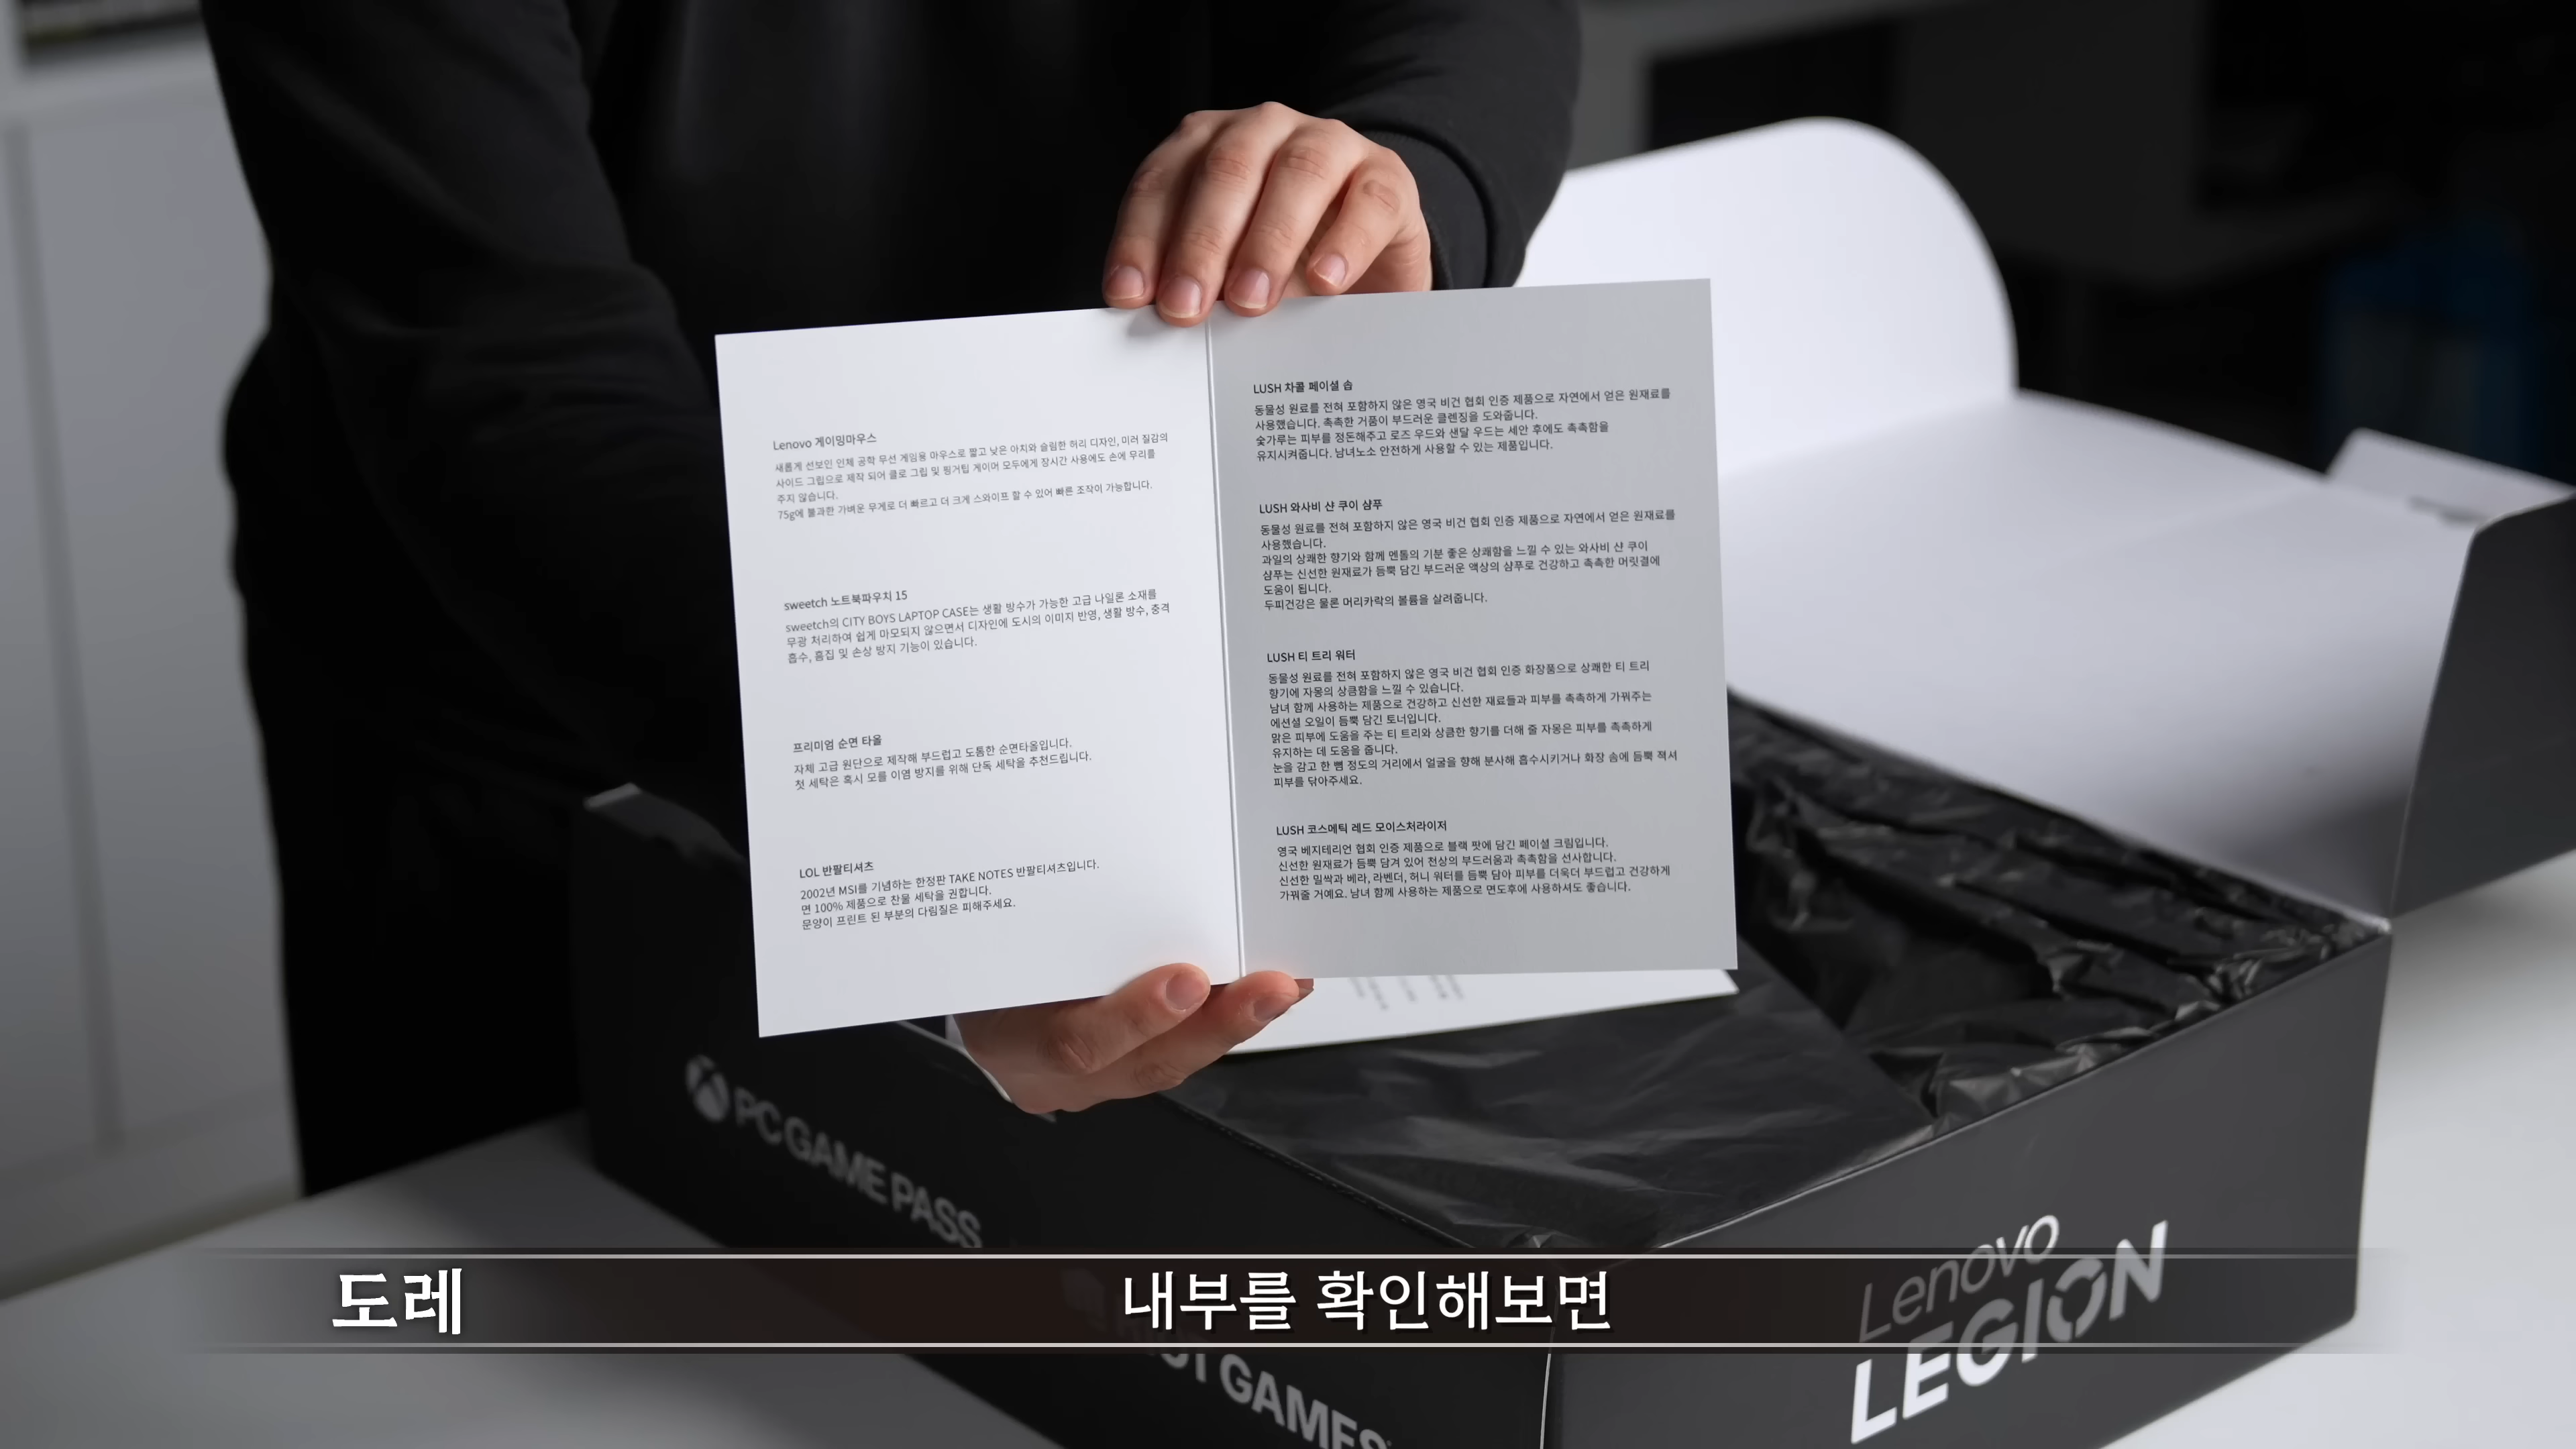 Lenovo 게이밍마우스
새롭게 선보인 인체 공학 무선 게임용 마우스로 짧고 낮은 아치와 슬림한 허리 디자인, 미러 질감의
사이드 그립으로 제작 되어 클로 그립 및 핑거팁 게이머 모두에게 장시간 사용에도 손에 무리를
주지 않습니다.
75g에 불과한 가벼운 무게로 더 빠르고 더 크게 스와이프 할 수 있어 빠른 조작이 가능합니다.
sweetch 노트북파우치 15
sweetch의 CITY BOYS LAPTOP CASE는 생활 방수가 가능한 고급 나일론 소재를
무광 처리하여 쉽게 마모되지 않으면서 디자인에 도시의 이미지 반영, 생활 방수, 충격
흡수, 흠집 및 손상 방지 기능이 있습니다.
프리미엄 순면 타올
자체 고급 원단으로 제작해 부드럽고 도톰한 순면타올입니다.
첫 세탁은 혹시 모를 이염 방지를 위해 단독 세탁을 추천드립니다.
LOL 반팔티셔츠
2002년 MSI를 기념하는 한정판 TAKE NOTES 반팔티셔츠입니다.
면 100% 제품으로 찬물 세탁을 권합니다.
문양이 프린트 된 부분의 다림질은 피해주세요.
LUSH 차콜 페이셜 솝
동물성 원료를 전혀 포함하지 않은 영국 비건 협회 인증 제품으로 자연에서 얻은 원재료를
사용했습니다. 촉촉한 거품이 부드러운 클렌징을 도와줍니다.
숯가루는 피부를 정돈해주고 로즈 우드와 샌달 우드는 세안 후에도 촉촉함을
유지시켜줍니다. 남녀노소 안전하게 사용할 수 있는 제품입니다.
LUSH 와사비 샨 쿠이 샴푸
동물성 원료를 전혀 포함하지 않은 영국 비건 협회 인증 제품으로 자연에서 얻은 원재료를
사용했습니다.
과일의 상쾌한 향기와 함께 멘톨의 기분 좋은 상쾌함을 느낄 수 있는 와사비 샨 쿠이
샴푸는 신선한 원재료가 듬뿍 담긴 부드러운 액상의 샴푸로 건강하고 촉촉한 머릿결에
도움이 됩니다.
두피건강은 물론 머리카락의 볼륨을 살려줍니다.
LUSH 티 트리 워터
동물성 원료를 전혀 포함하지 않은 영국 비건 협회 인증 화장품으로 상쾌한 티 트리
향기에 자몽의 상큼함을 느낄 수 있습니다.
남녀 함께 사용하는 제품으로 건강하고 신선한 재료들과 피부를 촉촉하게 가꿔주는
에션셜 오일이 듬뿍 담긴 토너입니다.
맑은 피부에 도움을 주는 티 트리와 상큼한 향기를 더해 줄 자몽은 피부를 촉촉하게
유지하는 데 도움을 줍니다.
눈을 감고 한 뼘 정도의 거리에서 얼굴을 향해 분사해 흡수시키거나 화장 솜에 듬뿍 적셔
피부를 닦아주세요.
LUSH 코스메틱 레드 모이스처라이저
영국 베지테리언 협회 인증 제품으로 블랙 팟에 담긴 페이셜 크림입니다.
신선한 원재료가 듬뿍 담겨 있어 천상의 부드러움과 촉촉함을 선사합니다.
신선한 밀싹과 베라, 라벤더, 허니 워터를 듬뿍 담아 피부를 더욱더 부드럽고 건강하게
가꿔줄 거예요. 남녀 함께 사용하는 제품으로 면도후에 사용하셔도 좋습니다.
PC GAME PASS
GAMES
Lenovo
LEGION
도레
내부를 확인해보면